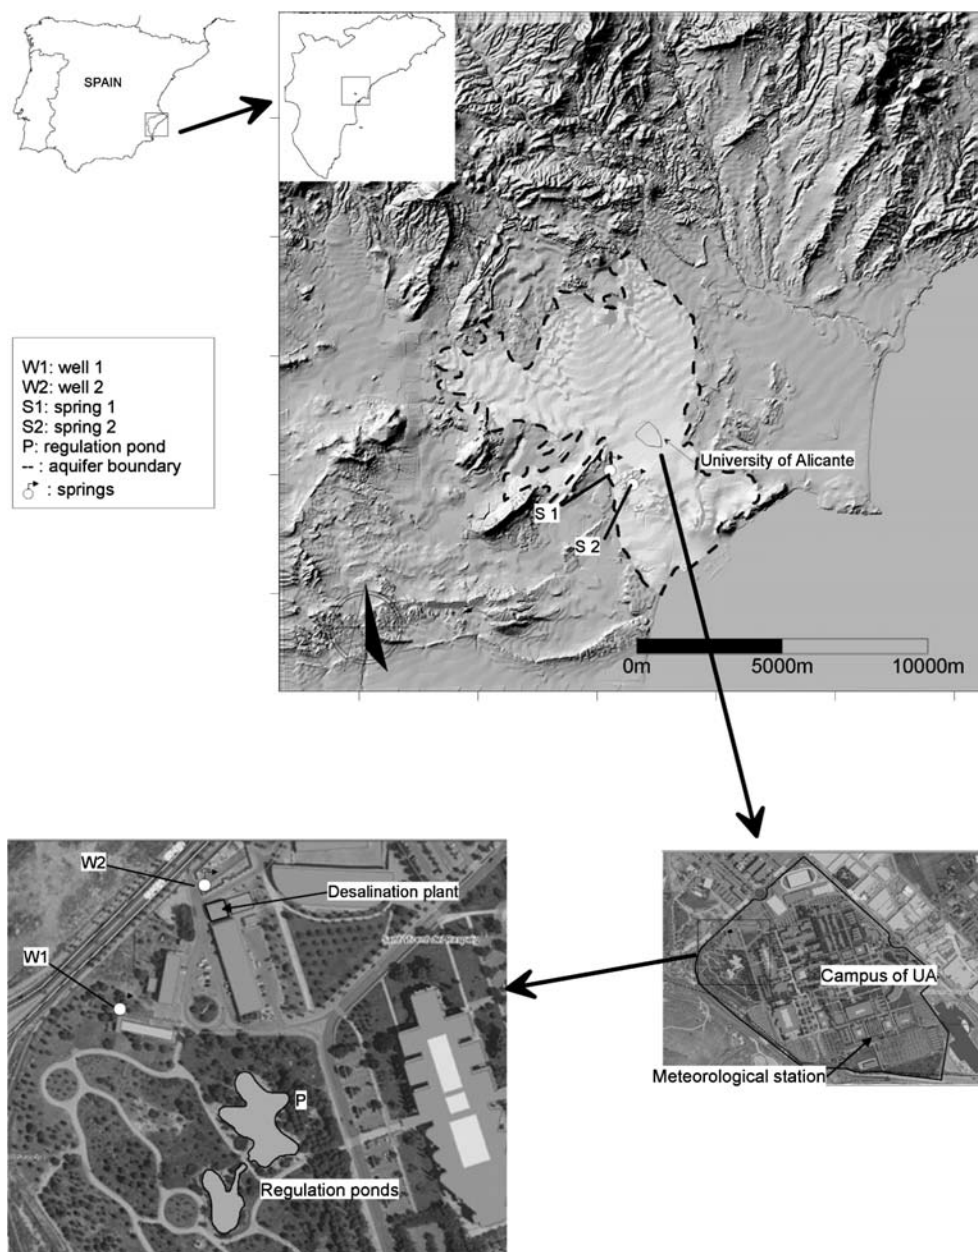 SPAIN
W1: well 1
W2: well 2
S1: spring 1
S2: spring 2
P: regulation pond
-- : aquifer boundary
: springs
University of Alicante
S 1
S 2
0m 5000m 10000m
W2
Desalination plant
W1
P
Regulation ponds
Campus of UA
Meteorological station